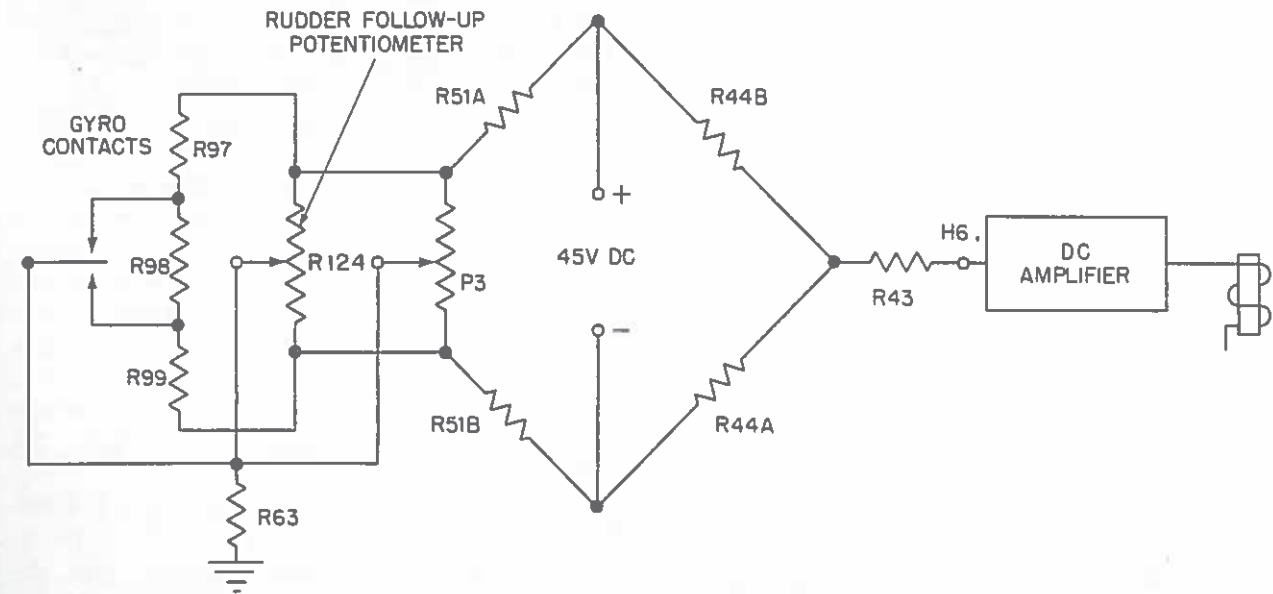 RUDDER FOLLOW-UP
POTENTIOMETER
R51A
R44B
GYRO
CONTACTS
R97
+
H6.
R98
R124
P3
45V DC
DC
AMPLIFIER
R43
−
R99
R51B
R44A
R63